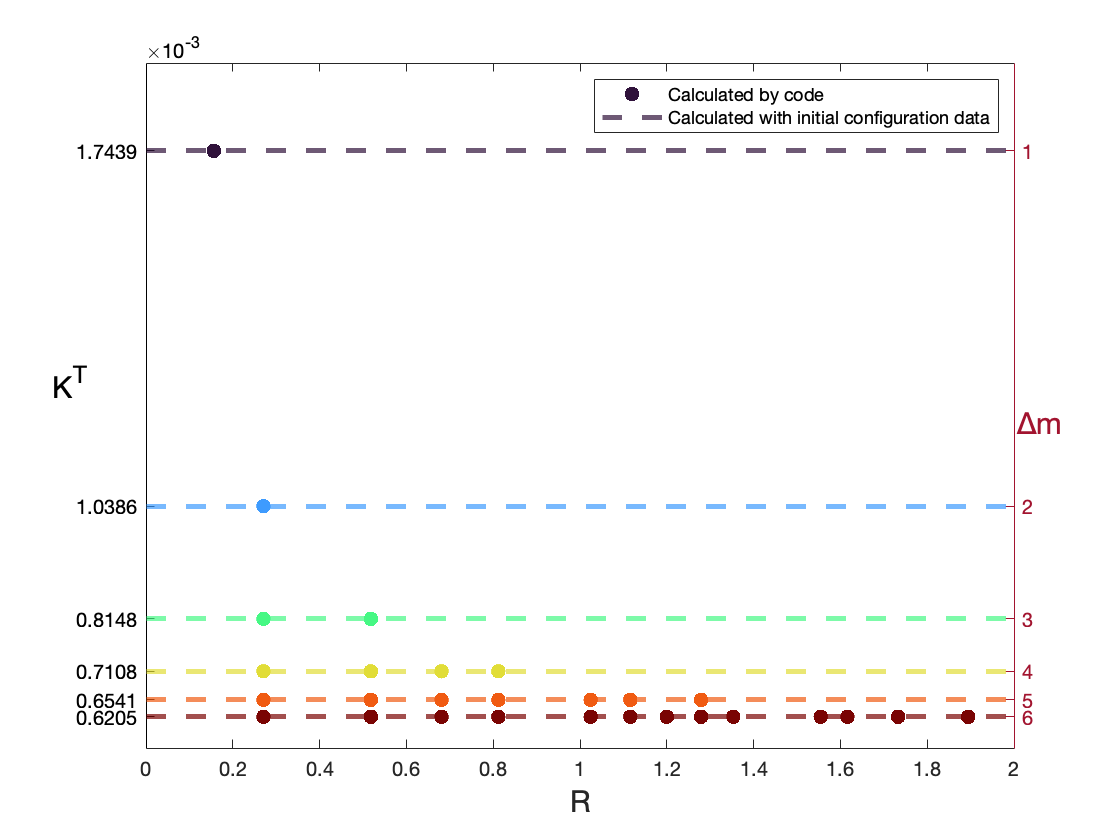 ×10-3
Calculated by code
Calculated with initial configuration data
1.7439
1
K^T
Δm
1.0386
2
0.8148
3
0.7108
4
0.6541
5
0.6205
6
0 0.2 0.4 0.6 0.8 1 1.2 1.4 1.6 1.8 2
R